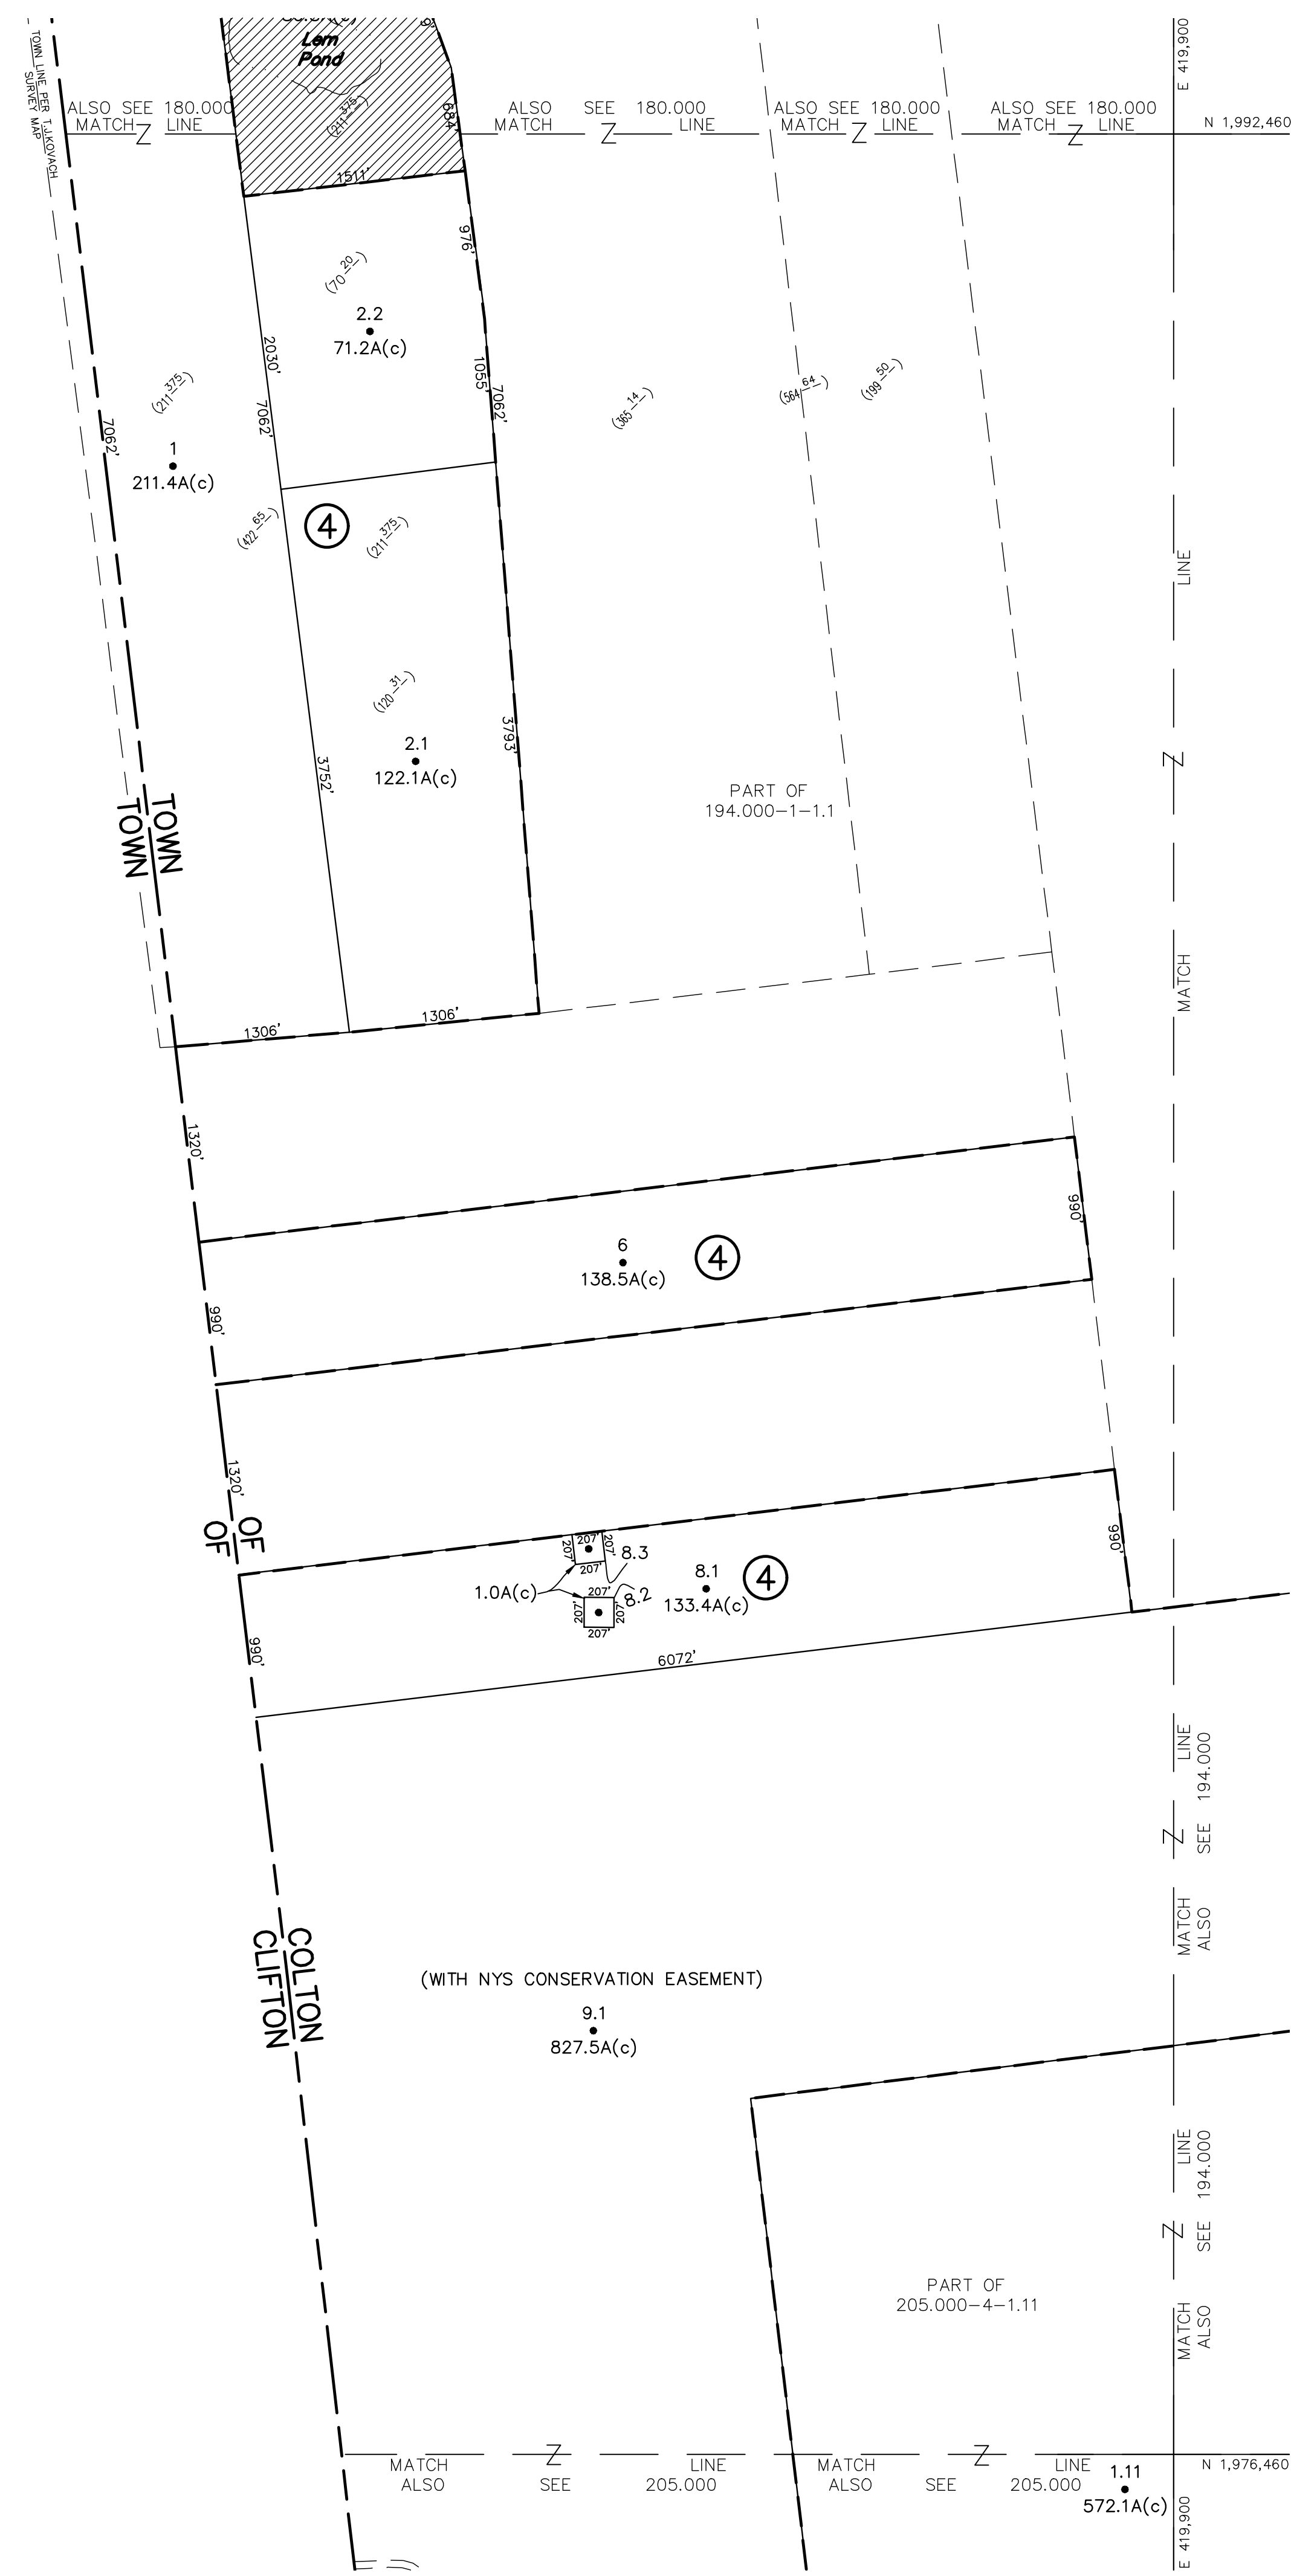 Lem
Pond
(211 375)
9'
684'
E 419,900
TOWN LINE PER T.J.KOVACH
SURVEY MAP
ALSO SEE 180.000
MATCH Z LINE
ALSO SEE 180.000
MATCH Z LINE
ALSO SEE 180.000
MATCH Z LINE
ALSO SEE 180.000
MATCH Z LINE
N 1,992,460
1511'
976'
(70 20)
2.2
71.2A(c)
2030'
7062'
1055'
7062'
(211 375)
7062'
1
211.4A(c)
(365 14)
(564 64)
(199 50)
(422 65)
4
(211 375)
LINE
(120 31)
2.1
122.1A(c)
3752'
3793'
Z
PART OF
194.000-1-1.1
TOWN
TOWN
MATCH
1306'
1306'
1320'
990'
6
138.5A(c)
4
990'
1320'
OF
OF
207'
207'
207'
207'
8.3
1.0A(c)
207'
8.2
207'
207'
207'
8.1
133.4A(c)
4
990'
990'
6072'
LINE
194.000
Z
SEE
MATCH
ALSO
COLTON
CLIFTON
(WITH NYS CONSERVATION EASEMENT)
9.1
827.5A(c)
LINE
194.000
Z
SEE
PART OF
205.000-4-1.11
MATCH
ALSO
MATCH Z LINE
ALSO SEE 205.000
MATCH Z LINE
ALSO SEE 205.000
N 1,976,460
1.11
572.1A(c)
E 419,900